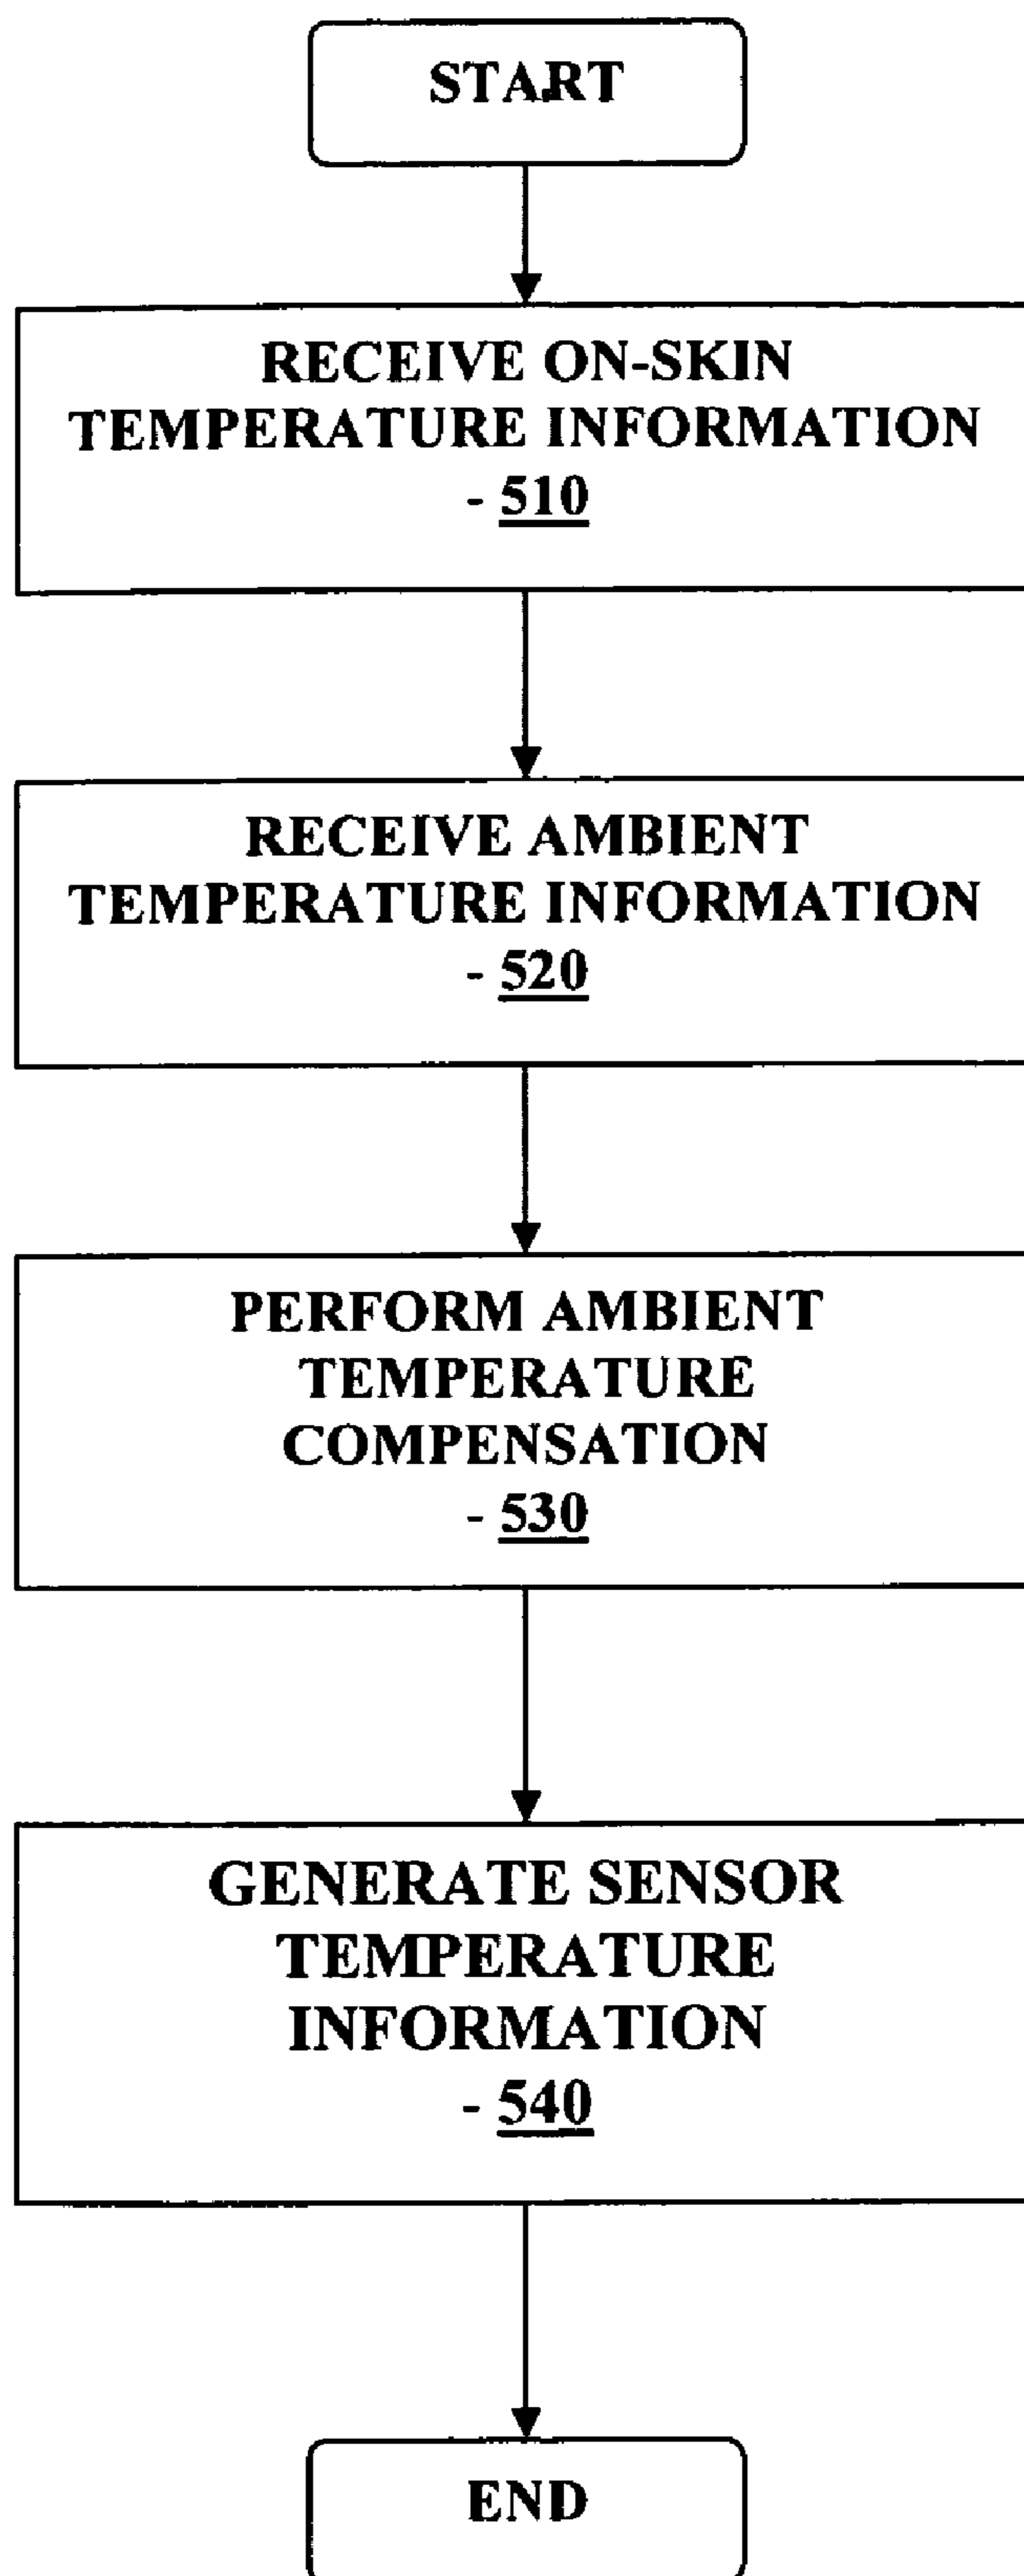 START
RECEIVE ON-SKIN
TEMPERATURE INFORMATION
- 510
RECEIVE AMBIENT
TEMPERATURE INFORMATION
- 520
PERFORM AMBIENT
TEMPERATURE
COMPENSATION
- 530
GENERATE SENSOR
TEMPERATURE
INFORMATION
- 540
END